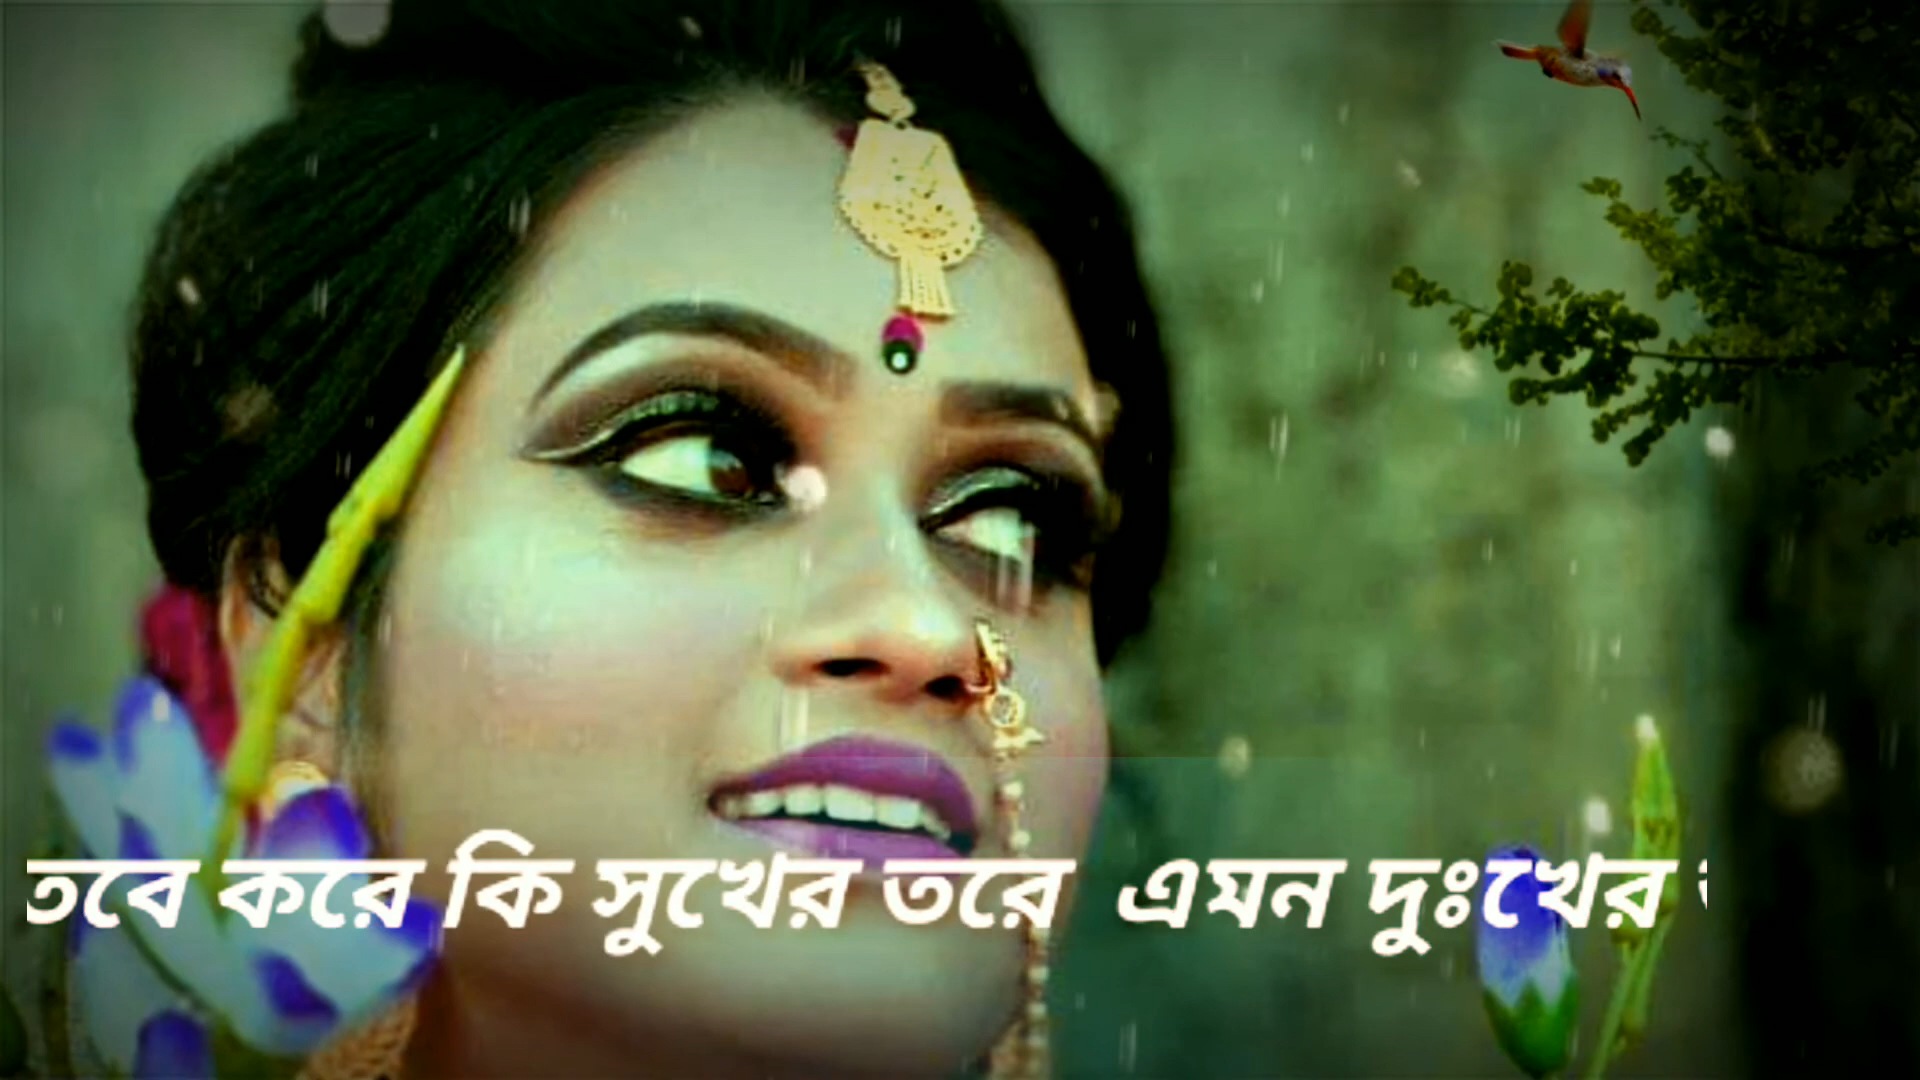 তবে করে কি সুখের তরে এমন দুঃখের